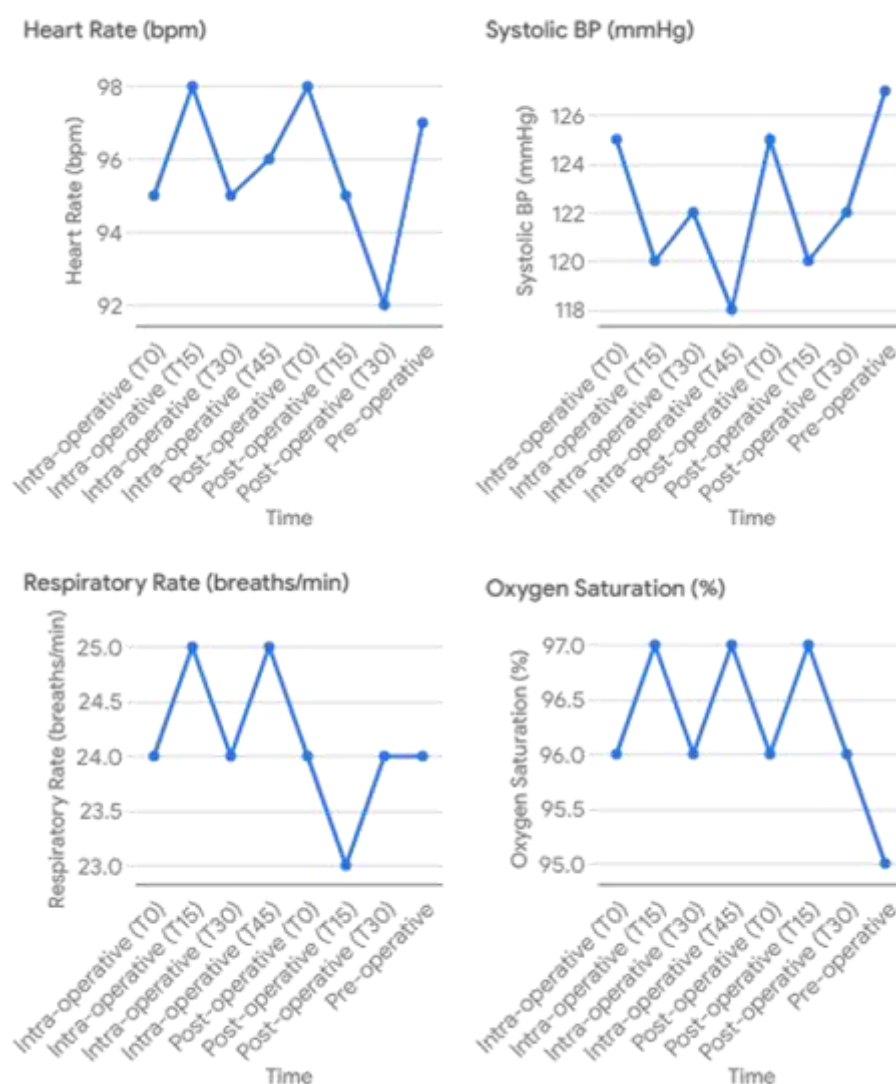 Heart Rate (bpm)
Heart Rate (bpm)
98
96
94
92
Intra-operative (T0)
Intra-operative (T15)
Intra-operative (T30)
Intra-operative (T45)
Post-operative (T0)
Post-operative (T15)
Post-operative (T30)
Pre-operative
Time
Systolic BP (mmHg)
Systolic BP (mmHg)
126
124
122
120
118
Intra-operative (T0)
Intra-operative (T15)
Intra-operative (T30)
Intra-operative (T45)
Post-operative (T0)
Post-operative (T15)
Post-operative (T30)
Pre-operative
Time
Respiratory Rate (breaths/min)
Respiratory Rate (breaths/min)
25.0
24.5
24.0
23.5
23.0
Intra-operative (T0)
Intra-operative (T15)
Intra-operative (T30)
Intra-operative (T45)
Post-operative (T0)
Post-operative (T15)
Post-operative (T30)
Pre-operative
Time
Oxygen Saturation (%)
Oxygen Saturation (%)
97.0
96.5
96.0
95.5
95.0
Intra-operative (T0)
Intra-operative (T15)
Intra-operative (T30)
Intra-operative (T45)
Post-operative (T0)
Post-operative (T15)
Post-operative (T30)
Pre-operative
Time